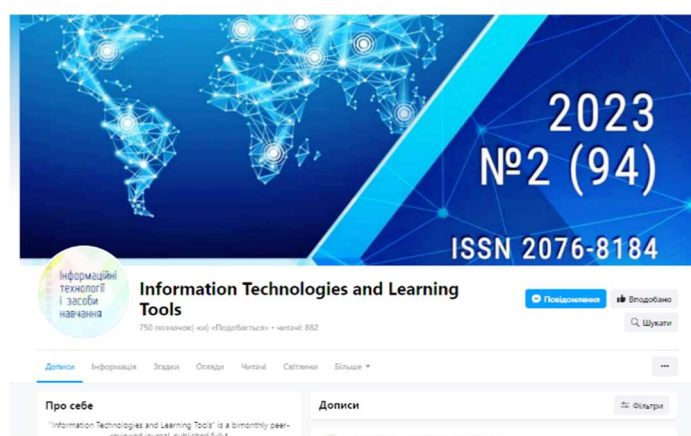 2023
№2 (94)
ISSN 2076-8184
Інформаційні
технології
і засоби
навчання
Information Technologies and Learning
Tools
750 позначок(-ки) «Подобається» • читачі: 882
Повідомлення
Вподобано
Шукати
Дописи Інформація Згадки Огляди Читачі Світлини Більше
Про себе
"Information Technologies and Learning Tools" is a bimonthly peer-
Дописи
Фільтри